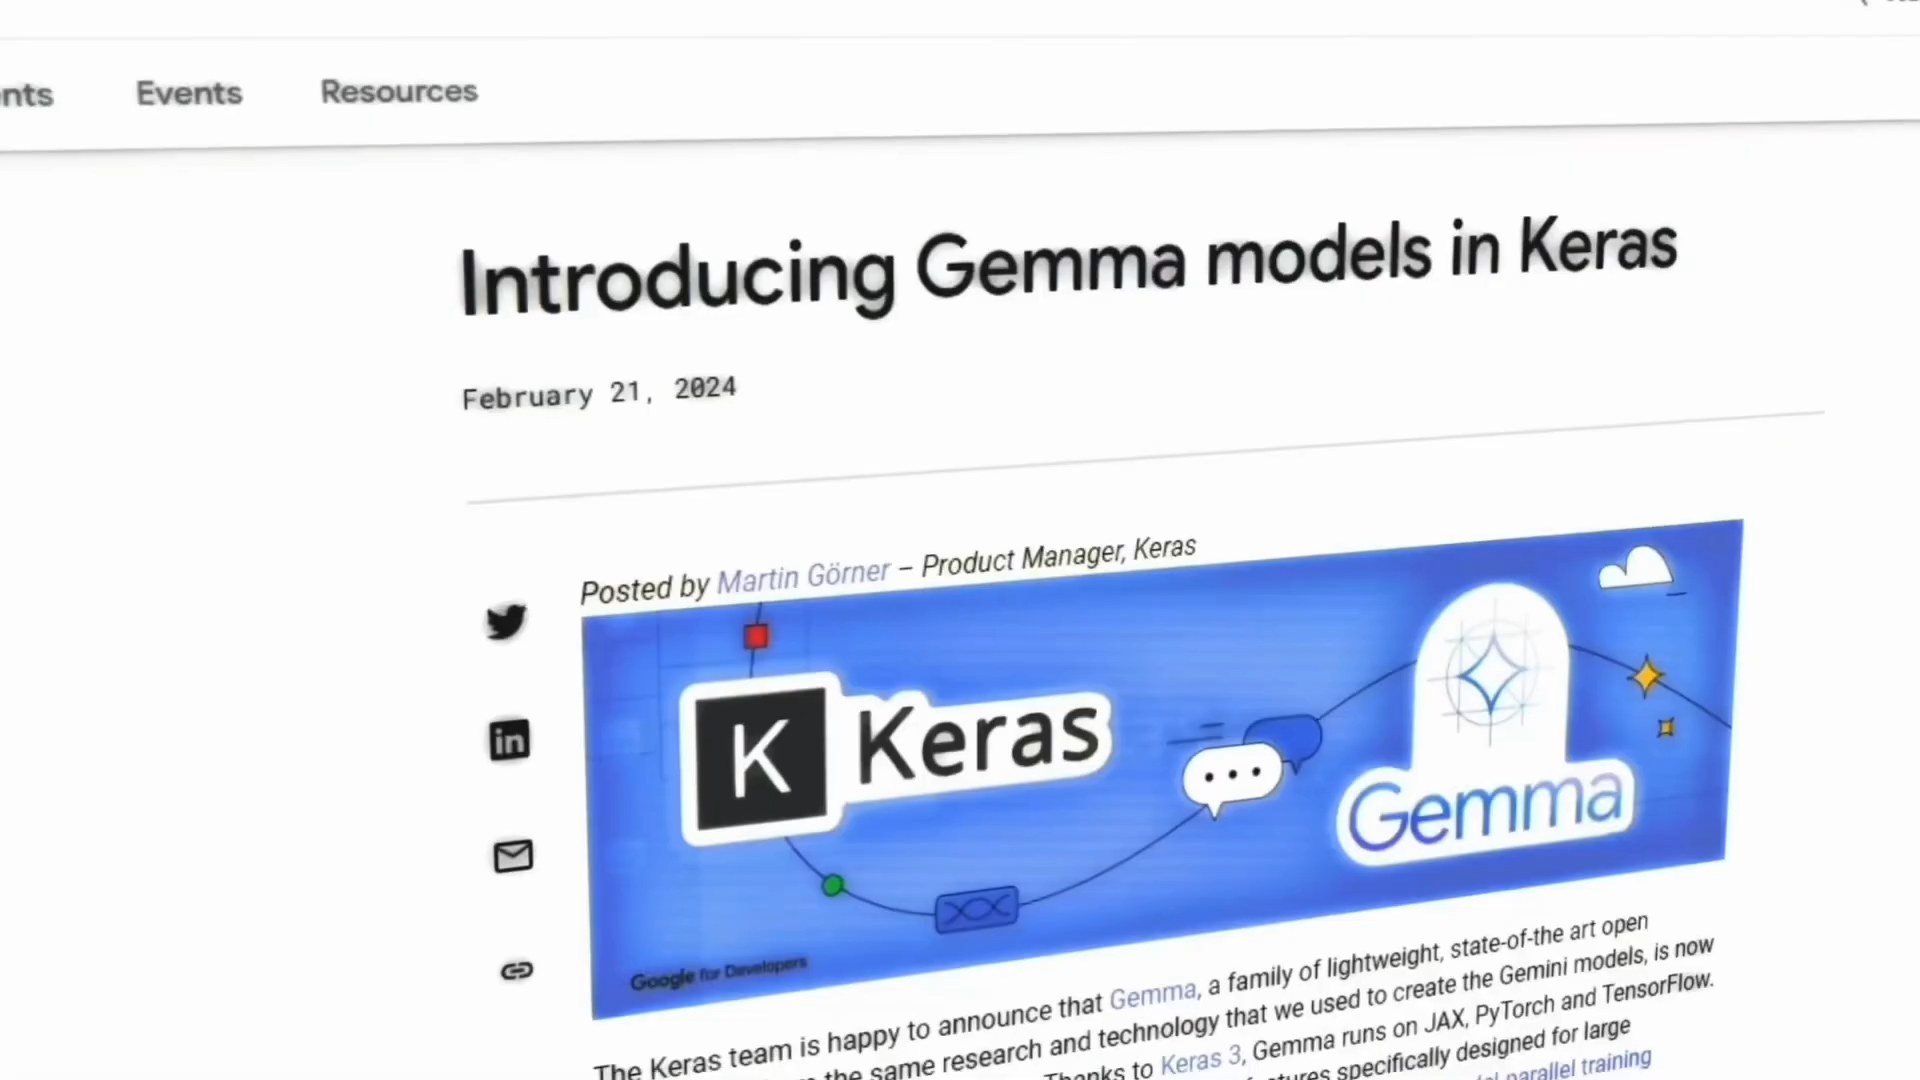 Events
Resources
Introducing Gemma models in Keras
February 21, 2024
Posted by Martin Görner – Product Manager, Keras
K Keras
Gemma
Google for Developers
The Keras team is happy to announce that Gemma, a family of lightweight, state-of-the art open
the same research and technology that we used to create the Gemini models, is now
Thanks to Keras 3, Gemma runs on JAX, PyTorch and TensorFlow.
specifically designed for large
parallel training